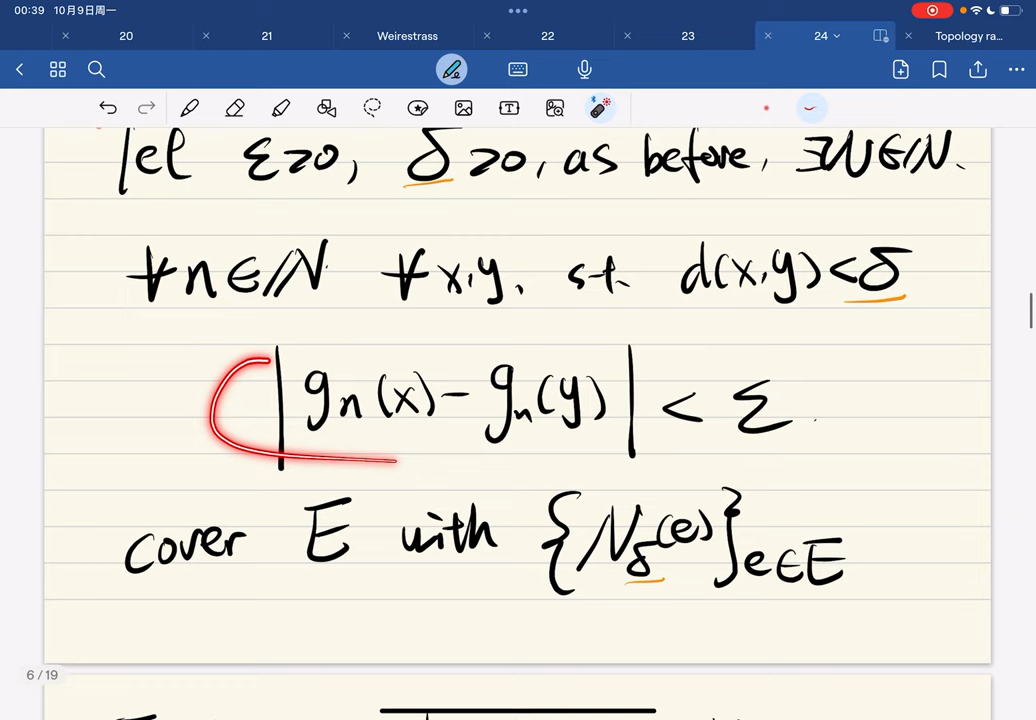 00:39 10月9日周一
20 21 Weirestrass 22 23 24 Topology ra...
let ε>0, δ>0, as before, ∃N∈ℕ.
∀n∈ℕ ∀x,y, s.t. d(x,y)<δ
|gₙ(x)-gₙ(y)| < ε.
cover E with {N_δ(e)}_{e∈E}
6 / 19